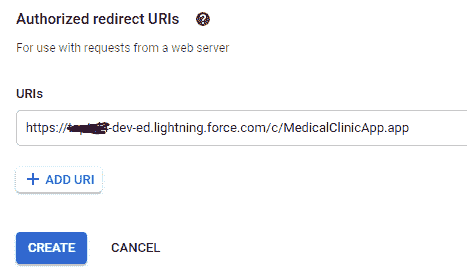 Authorized redirect URIs
For use with requests from a web server
URIs
https:// -dev-ed.lightning.force.com/c/MedicalClinicApp.app
+ ADD URI
CREATE CANCEL